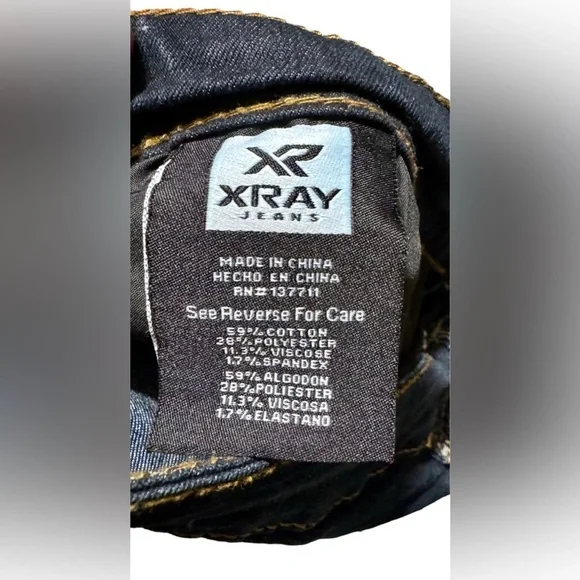 XR
XRAY
JEANS
MADE IN CHINA
HECHO EN CHINA
RN# 137711
See Reverse For Care
59% COTTON
28% POLYESTER
11.3% VISCOSE
1.7% SPANDEX
59% ALGODON
28% POLIESTER
11.3% VISCOSA
1.7% ELASTANO